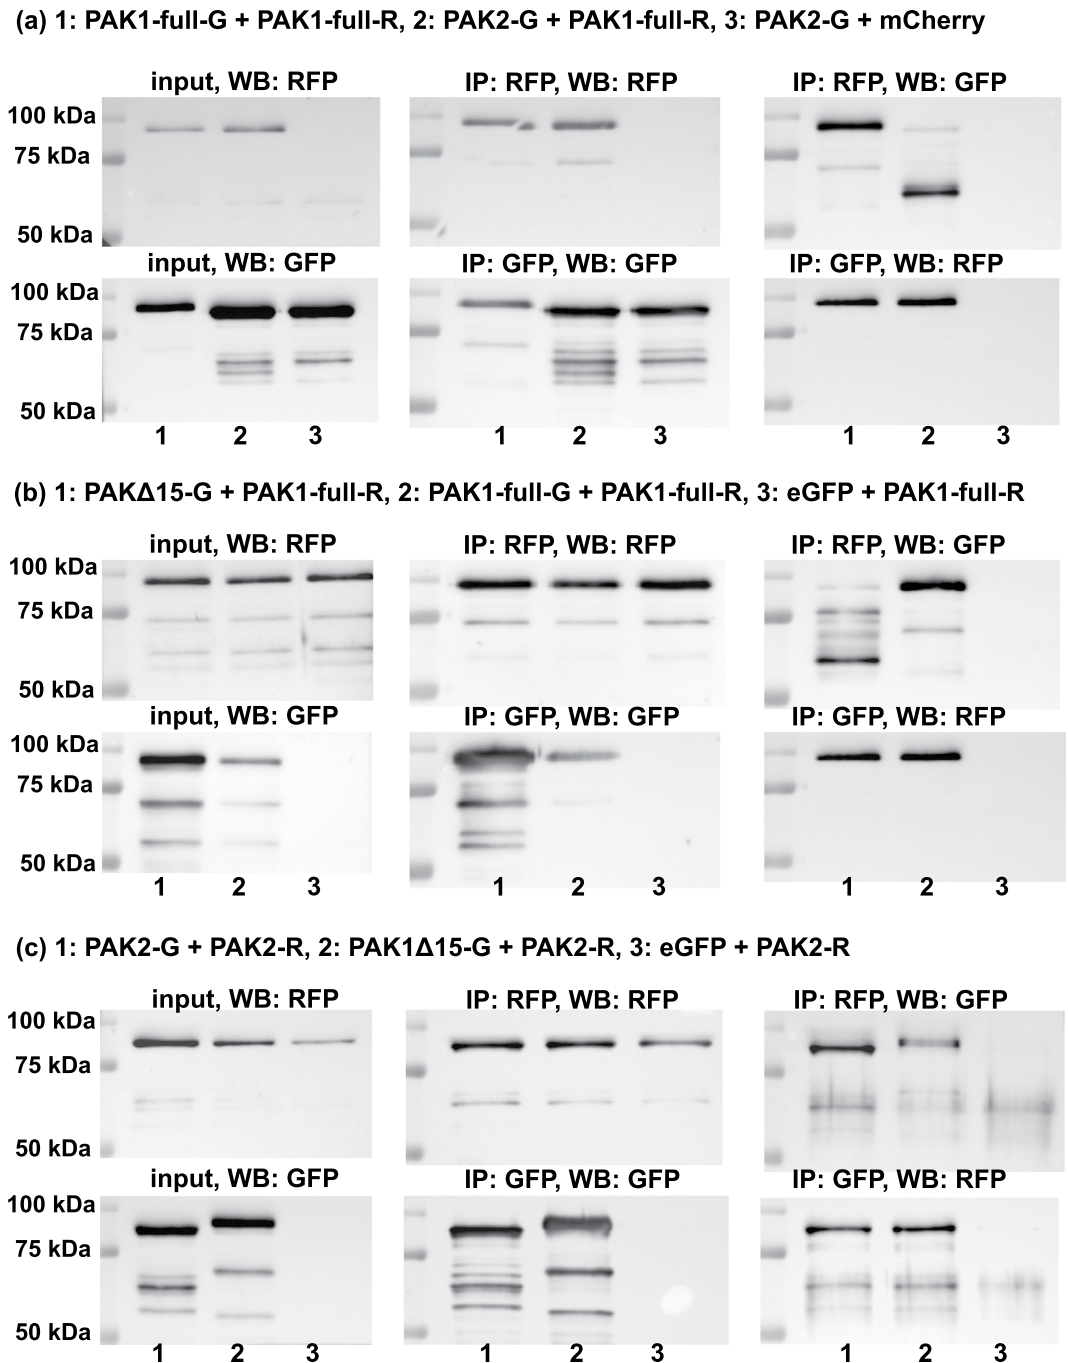 (a) 1: PAK1-full-G + PAK1-full-R, 2: PAK2-G + PAK1-full-R, 3: PAK2-G + mCherry
input, WB: RFP IP: RFP, WB: RFP IP: RFP, WB: GFP
100 kDa
75 kDa
50 kDa
input, WB: GFP IP: GFP, WB: GFP IP: GFP, WB: RFP
100 kDa
75 kDa
50 kDa
1 2 3 1 2 3 1 2 3
(b) 1: PAKΔ15-G + PAK1-full-R, 2: PAK1-full-G + PAK1-full-R, 3: eGFP + PAK1-full-R
input, WB: RFP IP: RFP, WB: RFP IP: RFP, WB: GFP
100 kDa
75 kDa
50 kDa
input, WB: GFP IP: GFP, WB: GFP IP: GFP, WB: RFP
100 kDa
75 kDa
50 kDa
1 2 3 1 2 3 1 2 3
(c) 1: PAK2-G + PAK2-R, 2: PAK1Δ15-G + PAK2-R, 3: eGFP + PAK2-R
input, WB: RFP IP: RFP, WB: RFP IP: RFP, WB: GFP
100 kDa
75 kDa
50 kDa
input, WB: GFP IP: GFP, WB: GFP IP: GFP, WB: RFP
100 kDa
75 kDa
50 kDa
1 2 3 1 2 3 1 2 3